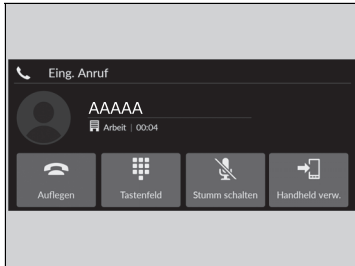 Eing. Anruf
AAAAA
Arbeit | 00:04
Auflegen
Tastenfeld
Stumm schalten
Handheld verw.